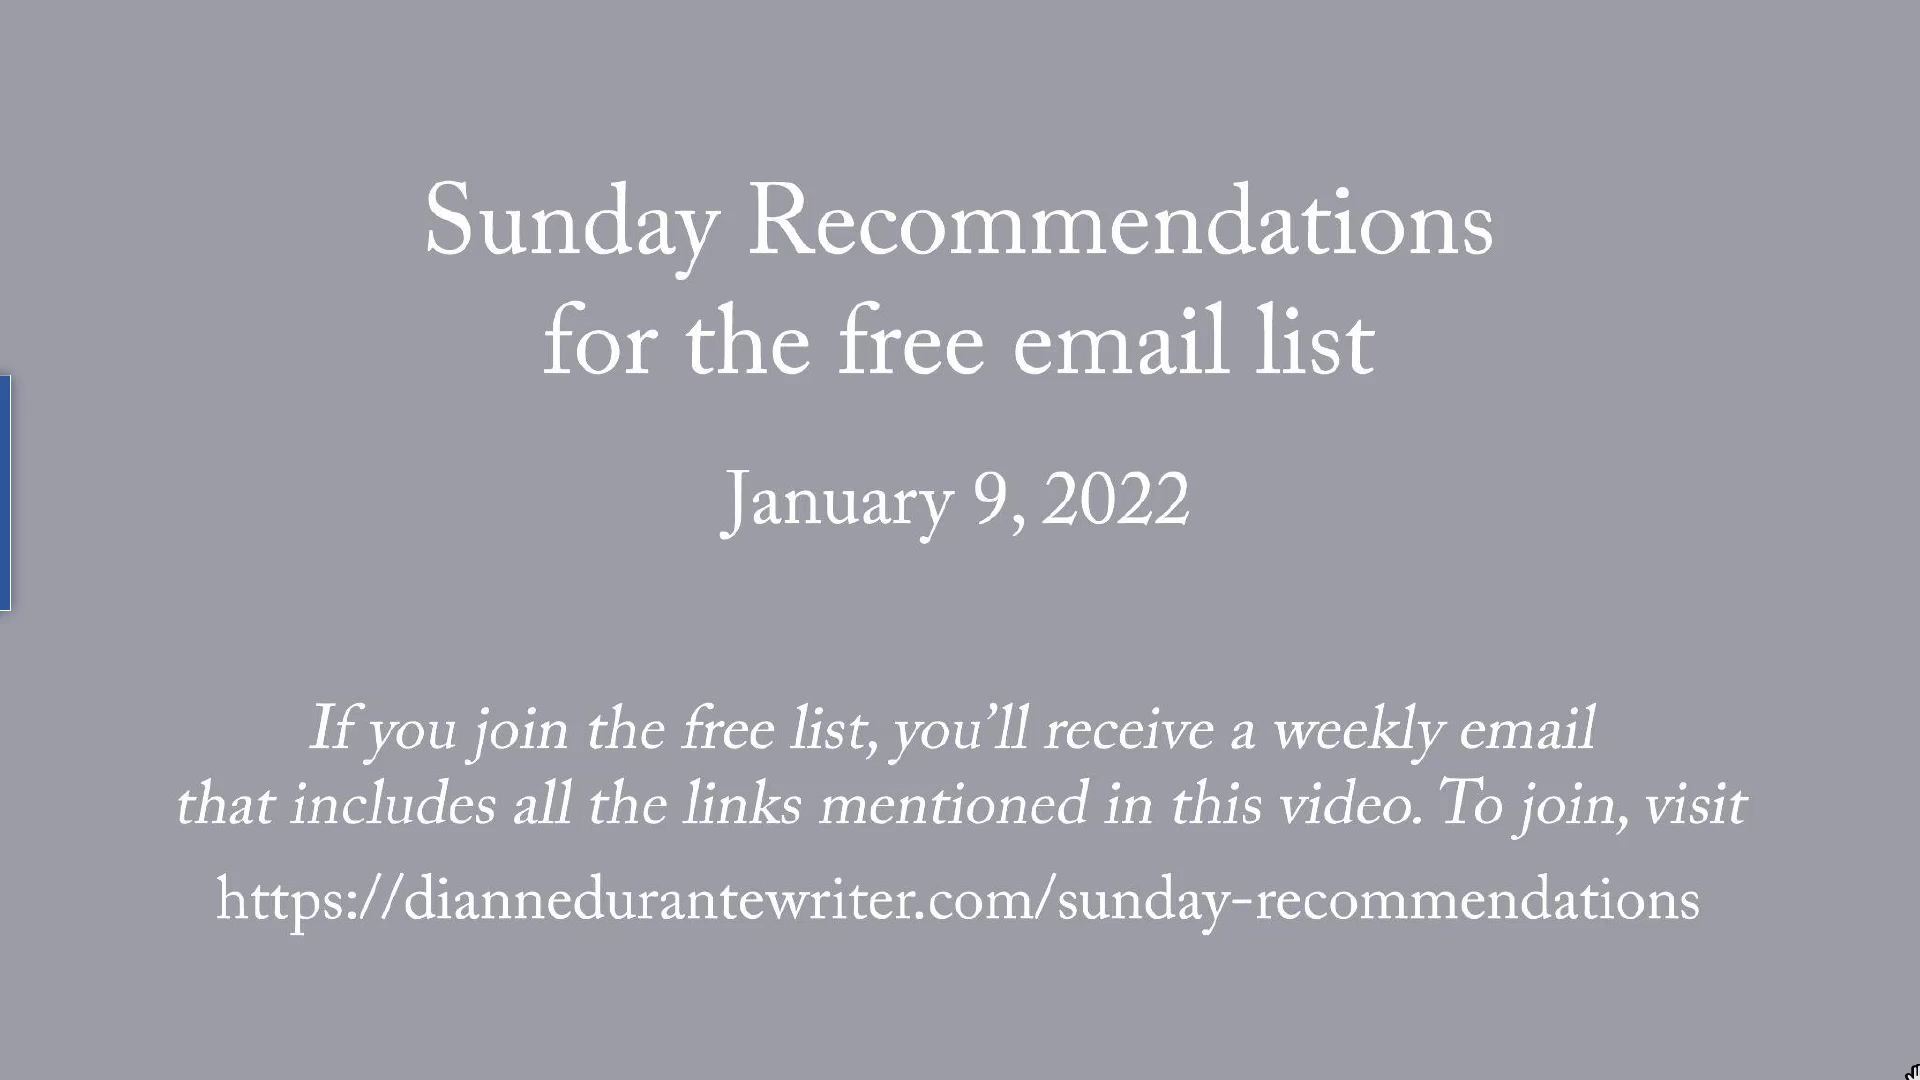 Sunday Recommendations
for the free email list
January 9, 2022
If you join the free list, you’ll receive a weekly email
that includes all the links mentioned in this video. To join, visit
https://diannedurantewriter.com/sunday-recommendations